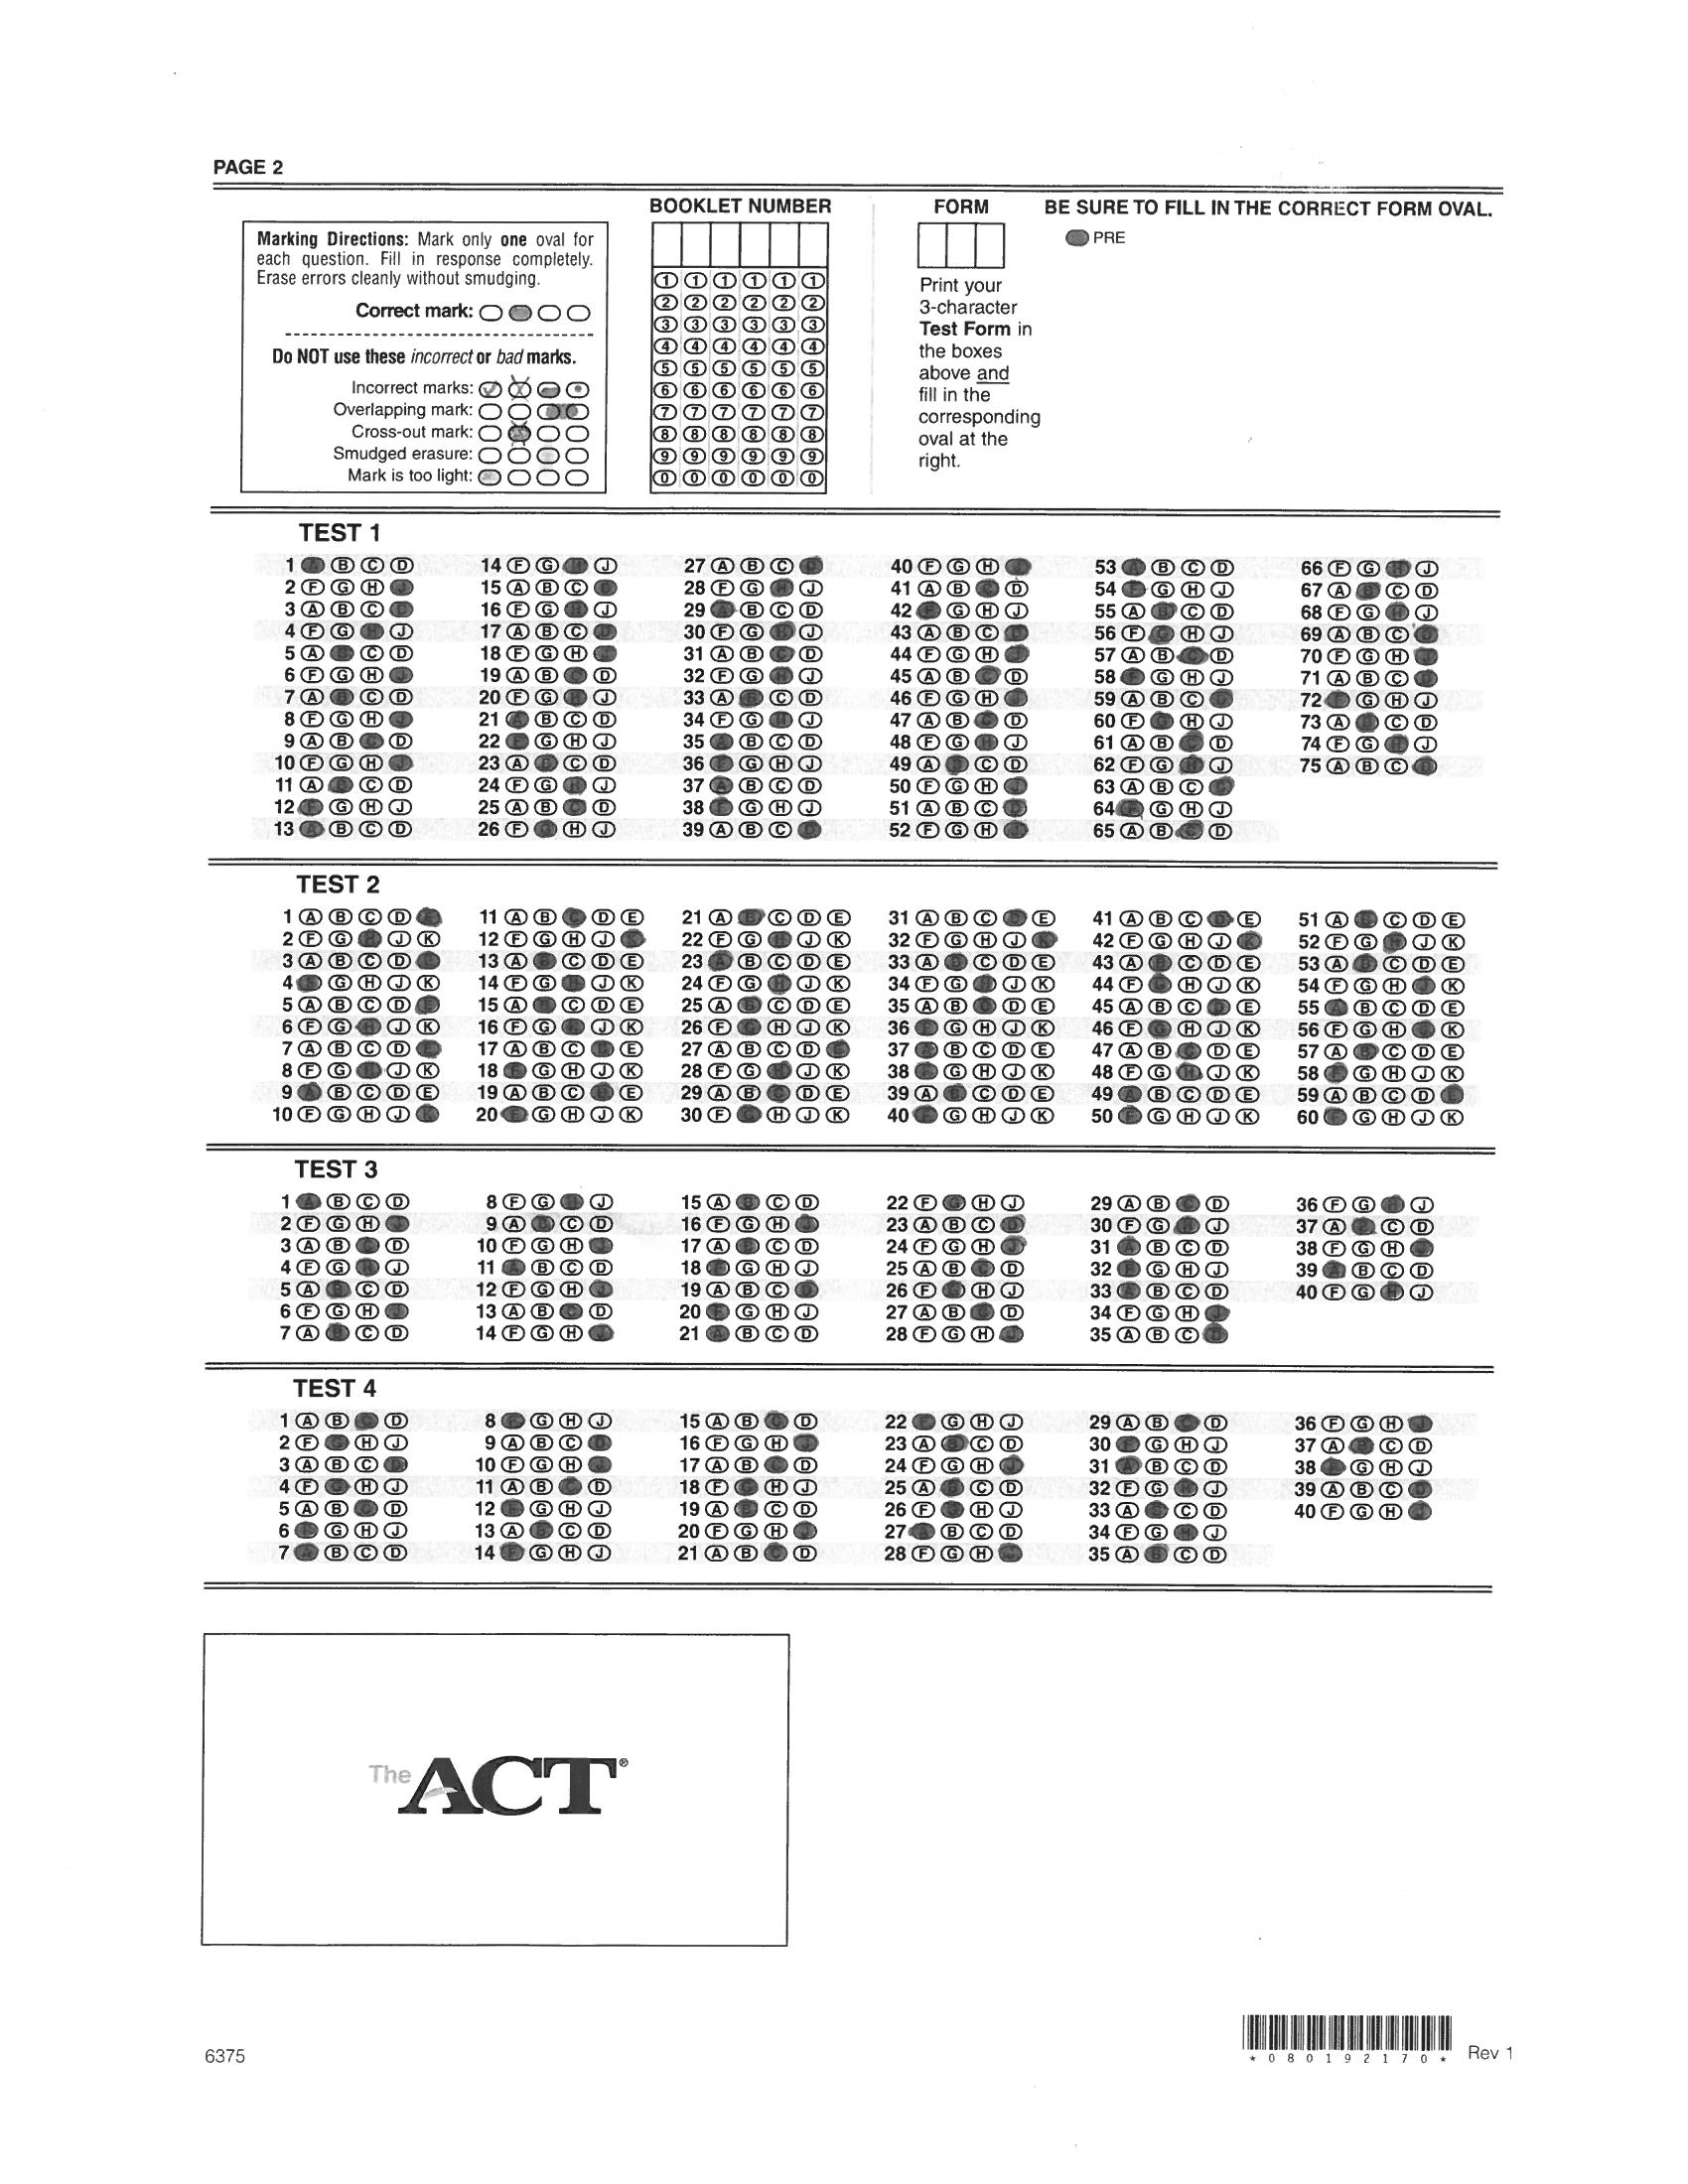 PAGE 2
Marking Directions: Mark only one oval for
each question. Fill in response completely.
Erase errors cleanly without smudging.
Correct mark:
Do NOT use these incorrect or bad marks.
Incorrect marks:
Overlapping mark:
Cross-out mark:
Smudged erasure:
Mark is too light:
BOOKLET NUMBER
1 1 1 1 1 1
2 2 2 2 2 2
3 3 3 3 3 3
4 4 4 4 4 4
5 5 5 5 5 5
6 6 6 6 6 6
7 7 7 7 7 7
8 8 8 8 8 8
9 9 9 9 9 9
0 0 0 0 0 0
FORM
Print your
3-character
Test Form in
the boxes
above and
fill in the
corresponding
oval at the
right.
BE SURE TO FILL IN THE CORRECT FORM OVAL.
PRE
TEST 1
1 B C D
2 F G H
3 A B C
4 F G J
5 A C D
6 F G H
7 A C D
8 F G H
9 A B D
10 F G H
11 A C D
12 G H J
13 B C D
14 F G J
15 A B C
16 F G J
17 A B C
18 F G H
19 A B D
20 F G J
21 B C D
22 G H J
23 A C D
24 F G J
25 A B D
26 F H J
27 A B C
28 F G J
29 B C D
30 F G J
31 A B D
32 F G J
33 A C D
34 F G J
35 B C D
36 G H J
37 B C D
38 G H J
39 A B C
40 F G H
41 A B D
42 G H J
43 A B C
44 F G H
45 A B D
46 F G H
47 A B D
48 F G J
49 A C D
50 F G H
51 A B C
52 F G H
53 B C D
54 G H J
55 A C D
56 F H J
57 A B D
58 G H J
59 A B C
60 F H J
61 A B D
62 F G J
63 A B C
64 G H J
65 A B D
66 F G J
67 A C D
68 F G J
69 A B C
70 F G H
71 A B C
72 G H J
73 A C D
74 F G J
75 A B C
TEST 2
1 A B C D
2 F G J K
3 A B C D
4 G H J K
5 A B C D
6 F G J K
7 A B C D
8 F G J K
9 B C D E
10 F G H J
11 A B D E
12 F G H J
13 A C D E
14 F G J K
15 A C D E
16 F G J K
17 A B C E
18 G H J K
19 A B C E
20 G H J K
21 A C D E
22 F G J K
23 B C D E
24 F G J K
25 A C D E
26 F H J K
27 A B C D
28 F G J K
29 A B D E
30 F H J K
31 A B C E
32 F G H J
33 A C D E
34 F G J K
35 A B D E
36 G H J K
37 B C D E
38 G H J K
39 A C D E
40 G H J K
41 A B C E
42 F G H J
43 A C D E
44 F H J K
45 A B C E
46 F H J K
47 A B D E
48 F G J K
49 B C D E
50 G H J K
51 A C D E
52 F G J K
53 A C D E
54 F G H K
55 B C D E
56 F G H K
57 A C D E
58 G H J K
59 A B C D
60 G H J K
TEST 3
1 B C D
2 F G H
3 A B D
4 F G J
5 A C D
6 F G H
7 A C D
8 F G J
9 A C D
10 F G H
11 B C D
12 F G H
13 A B D
14 F G H
15 A C D
16 F G H
17 A C D
18 G H J
19 A B C
20 G H J
21 B C D
22 F H J
23 A B C
24 F G H
25 A B D
26 F H J
27 A B D
28 F G H
29 A B D
30 F G J
31 B C D
32 G H J
33 B C D
34 F G H
35 A B C
36 F G J
37 A C D
38 F G H
39 B C D
40 F G J
TEST 4
1 A B D
2 F H J
3 A B C
4 F H J
5 A B D
6 G H J
7 B C D
8 G H J
9 A B C
10 F G H
11 A B D
12 G H J
13 A C D
14 G H J
15 A B D
16 F G H
17 A B D
18 F H J
19 A C D
20 F G H
21 A B D
22 G H J
23 A C D
24 F G H
25 A C D
26 F H J
27 B C D
28 F G H
29 A B D
30 G H J
31 B C D
32 F G J
33 A C D
34 F G J
35 A C D
36 F G H
37 A C D
38 G H J
39 A B C
40 F G H
The ACT®
6375
* 0 8 0 1 9 2 1 7 0 *
Rev 1